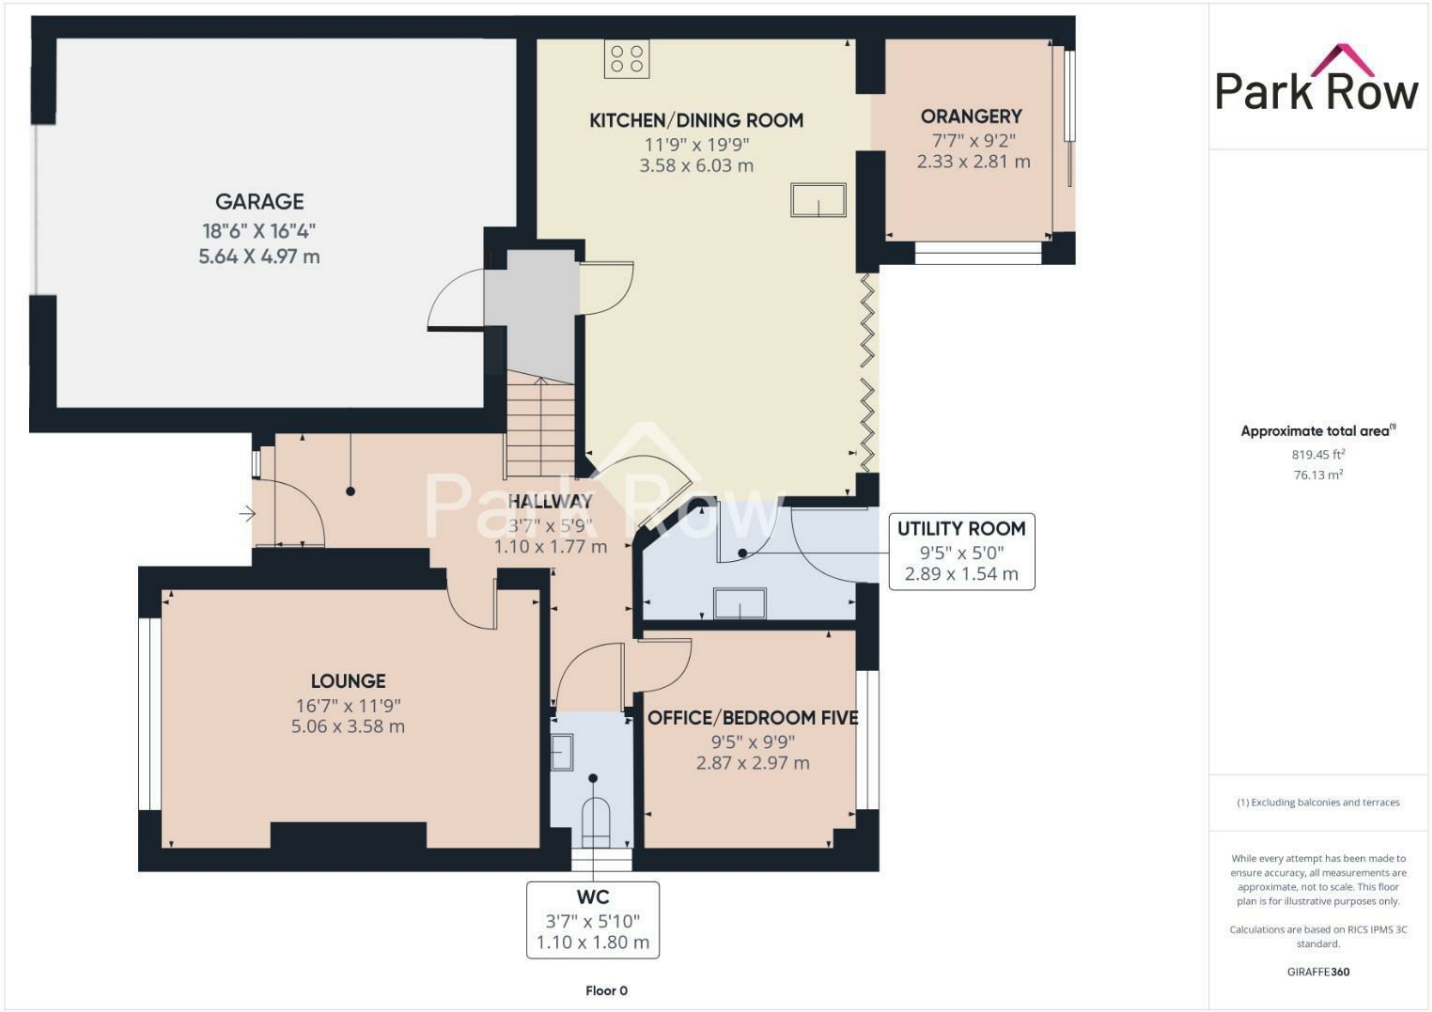 GARAGE
18"6" X 16"4"
5.64 X 4.97 m
KITCHEN/DINING ROOM
11'9" x 19'9"
3.58 x 6.03 m
ORANGERY
7'7" x 9'2"
2.33 x 2.81 m
Park Row
HALLWAY
3'7" x 5'9"
1.10 x 1.77 m
UTILITY ROOM
9'5" x 5'0"
2.89 x 1.54 m
LOUNGE
16'7" x 11'9"
5.06 x 3.58 m
OFFICE/BEDROOM FIVE
9'5" x 9'9"
2.87 x 2.97 m
WC
3'7" x 5'10"
1.10 x 1.80 m
Floor 0
Park Row
Approximate total area⁽¹⁾
819.45 ft²
76.13 m²
(1) Excluding balconies and terraces
While every attempt has been made to
ensure accuracy, all measurements are
approximate, not to scale. This floor
plan is for illustrative purposes only.
Calculations are based on RICS IPMS 3C
standard.
GIRAFFE360